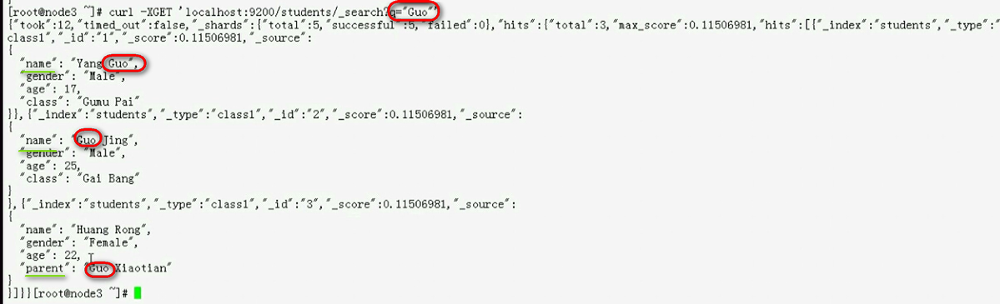 [root@node3 ~]# curl -XGET 'localhost:9200/students/_search?q="Guo"'
{"took":12,"timed_out":false,"_shards":{"total":5,"successful":5,"failed":0},"hits":{"total":3,"max_score":0.11506981,"hits":[{"_index":"students","_type":"
class1","_id":"1","_score":0.11506981,"_source":
{
"name": "Yang Guo",
"gender": "Male",
"age": 17,
"class": "Gumu Pai"
}},{"_index":"students","_type":"class1","_id":"2","_score":0.11506981,"_source":
{
"name": "Guo Jing",
"gender": "Male",
"age": 25,
"class": "Gai Bang"
}
},{"_index":"students","_type":"class1","_id":"3","_score":0.11506981,"_source":
{
"name": "Huang Rong",
"gender": "Female",
"age": 22,
"parent": "Guo Xiaotian"
}
}]}}[root@node3 ~]#